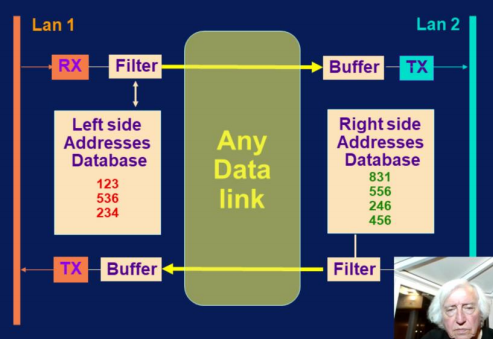 Lan 1
Lan 2
RX
Filter
Buffer
TX
Left side
Addresses
Database
123
536
234
Any
Data
link
Right side
Addresses
Database
831
556
246
456
TX
Buffer
Filter